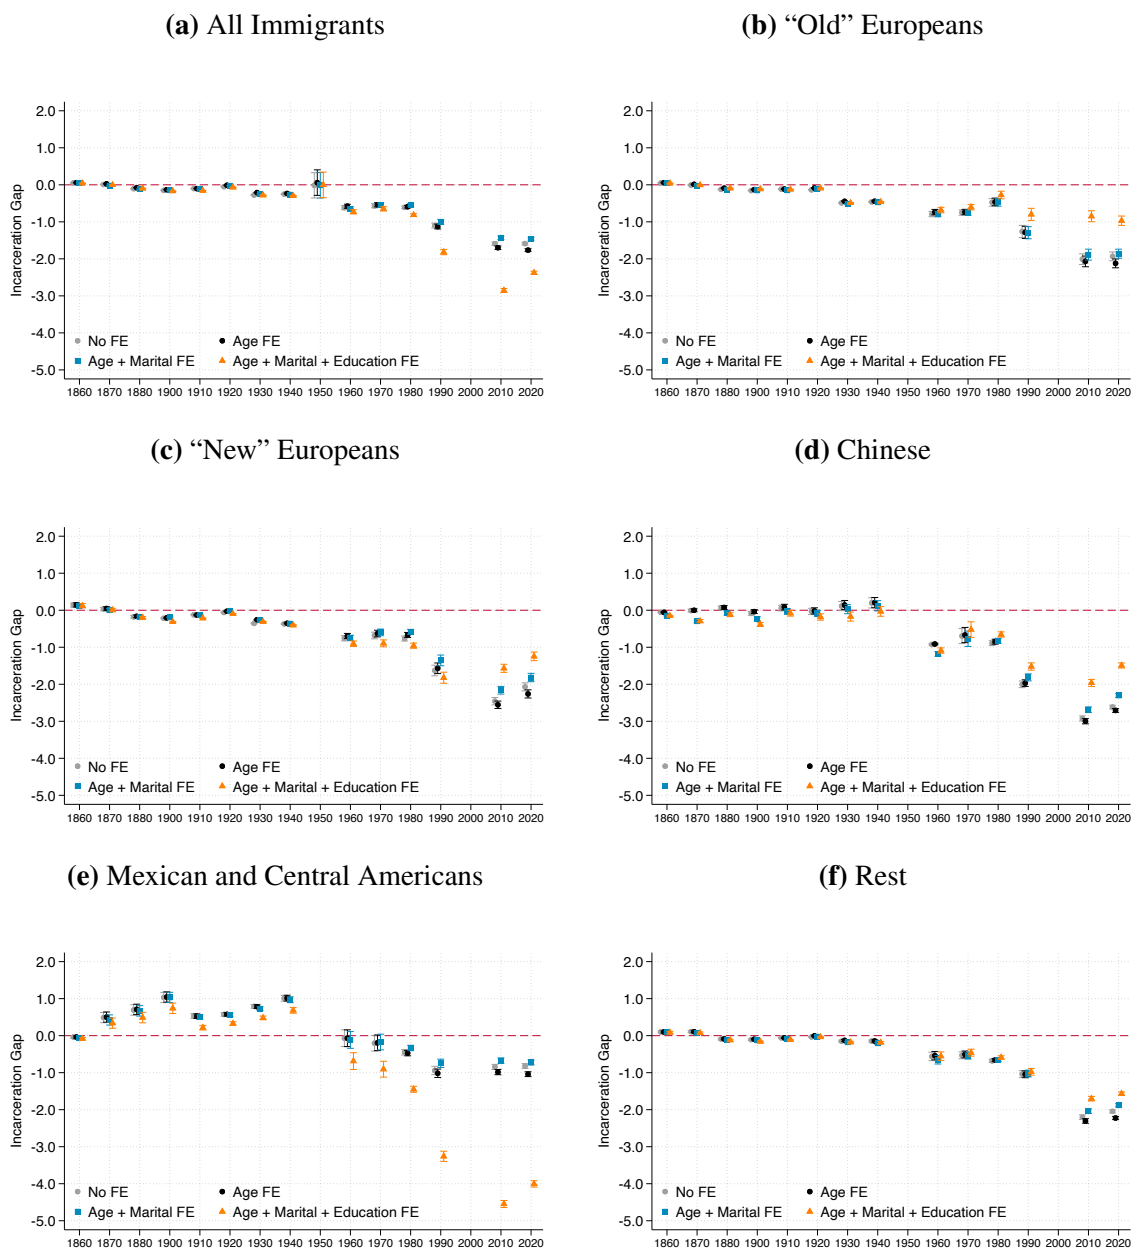 (a) All Immigrants
2.0
1.0
0.0
-1.0
-2.0
-3.0
-4.0
-5.0
Incarceration Gap
No FE
Age FE
Age + Marital FE
Age + Marital + Education FE
1860 1870 1880 1890 1900 1910 1920 1930 1940 1950 1960 1970 1980 1990 2000 2010 2020
(b) “Old” Europeans
2.0
1.0
0.0
-1.0
-2.0
-3.0
-4.0
-5.0
Incarceration Gap
No FE
Age FE
Age + Marital FE
Age + Marital + Education FE
1860 1870 1880 1900 1910 1920 1930 1940 1950 1960 1970 1980 1990 2000 2010 2020
(c) “New” Europeans
2.0
1.0
0.0
-1.0
-2.0
-3.0
-4.0
-5.0
Incarceration Gap
No FE
Age FE
Age + Marital FE
Age + Marital + Education FE
1860 1870 1880 1900 1910 1920 1930 1940 1950 1960 1970 1980 1990 2000 2010 2020
(d) Chinese
2.0
1.0
0.0
-1.0
-2.0
-3.0
-4.0
-5.0
Incarceration Gap
No FE
Age FE
Age + Marital FE
Age + Marital + Education FE
1860 1870 1880 1900 1910 1920 1930 1940 1950 1960 1970 1980 1990 2000 2010 2020
(e) Mexican and Central Americans
2.0
1.0
0.0
-1.0
-2.0
-3.0
-4.0
-5.0
Incarceration Gap
No FE
Age FE
Age + Marital FE
Age + Marital + Education FE
1860 1870 1880 1900 1910 1920 1930 1940 1950 1960 1970 1980 1990 2000 2010 2020
(f) Rest
2.0
1.0
0.0
-1.0
-2.0
-3.0
-4.0
-5.0
Incarceration Gap
No FE
Age FE
Age + Marital FE
Age + Marital + Education FE
1860 1870 1880 1900 1910 1920 1930 1940 1950 1960 1970 1980 1990 2000 2010 2020